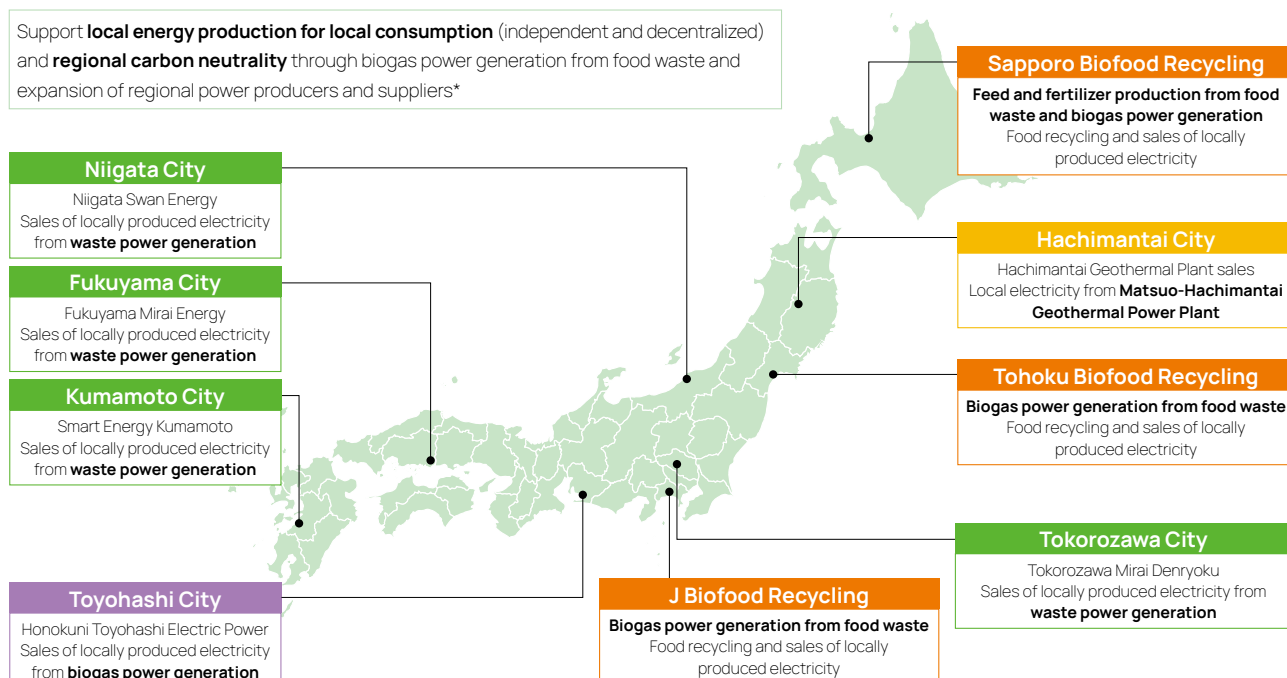 Support local energy production for local consumption (independent and decentralized)
and regional carbon neutrality through biogas power generation from food waste and
expansion of regional power producers and suppliers*
Sapporo Biofood Recycling
Feed and fertilizer production from food
waste and biogas power generation
Food recycling and sales of locally
produced electricity
Niigata City
Niigata Swan Energy
Sales of locally produced electricity
from waste power generation
Hachimantai City
Hachimantai Geothermal Plant sales
Local electricity from Matsuo-Hachimantai
Geothermal Power Plant
Fukuyama City
Fukuyama Mirai Energy
Sales of locally produced electricity
from waste power generation
Tohoku Biofood Recycling
Biogas power generation from food waste
Food recycling and sales of locally
produced electricity
Kumamoto City
Smart Energy Kumamoto
Sales of locally produced electricity
from waste power generation
Tokorozawa City
Tokorozawa Mirai Denryoku
Sales of locally produced electricity from
waste power generation
Toyohashi City
Honokuni Toyohashi Electric Power
Sales of locally produced electricity
from biogas power generation
J Biofood Recycling
Biogas power generation from food waste
Food recycling and sales of locally
produced electricity